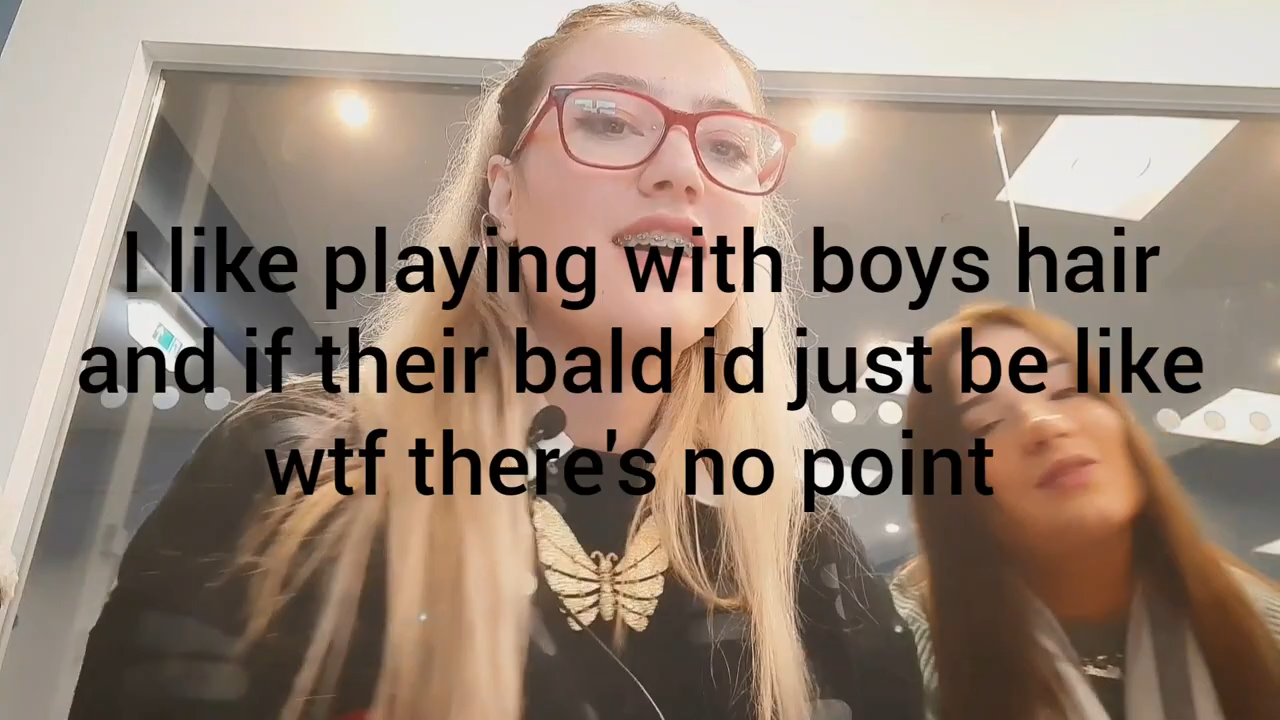 I like playing with boys hair
and if their bald id just be like
wtf there's no point